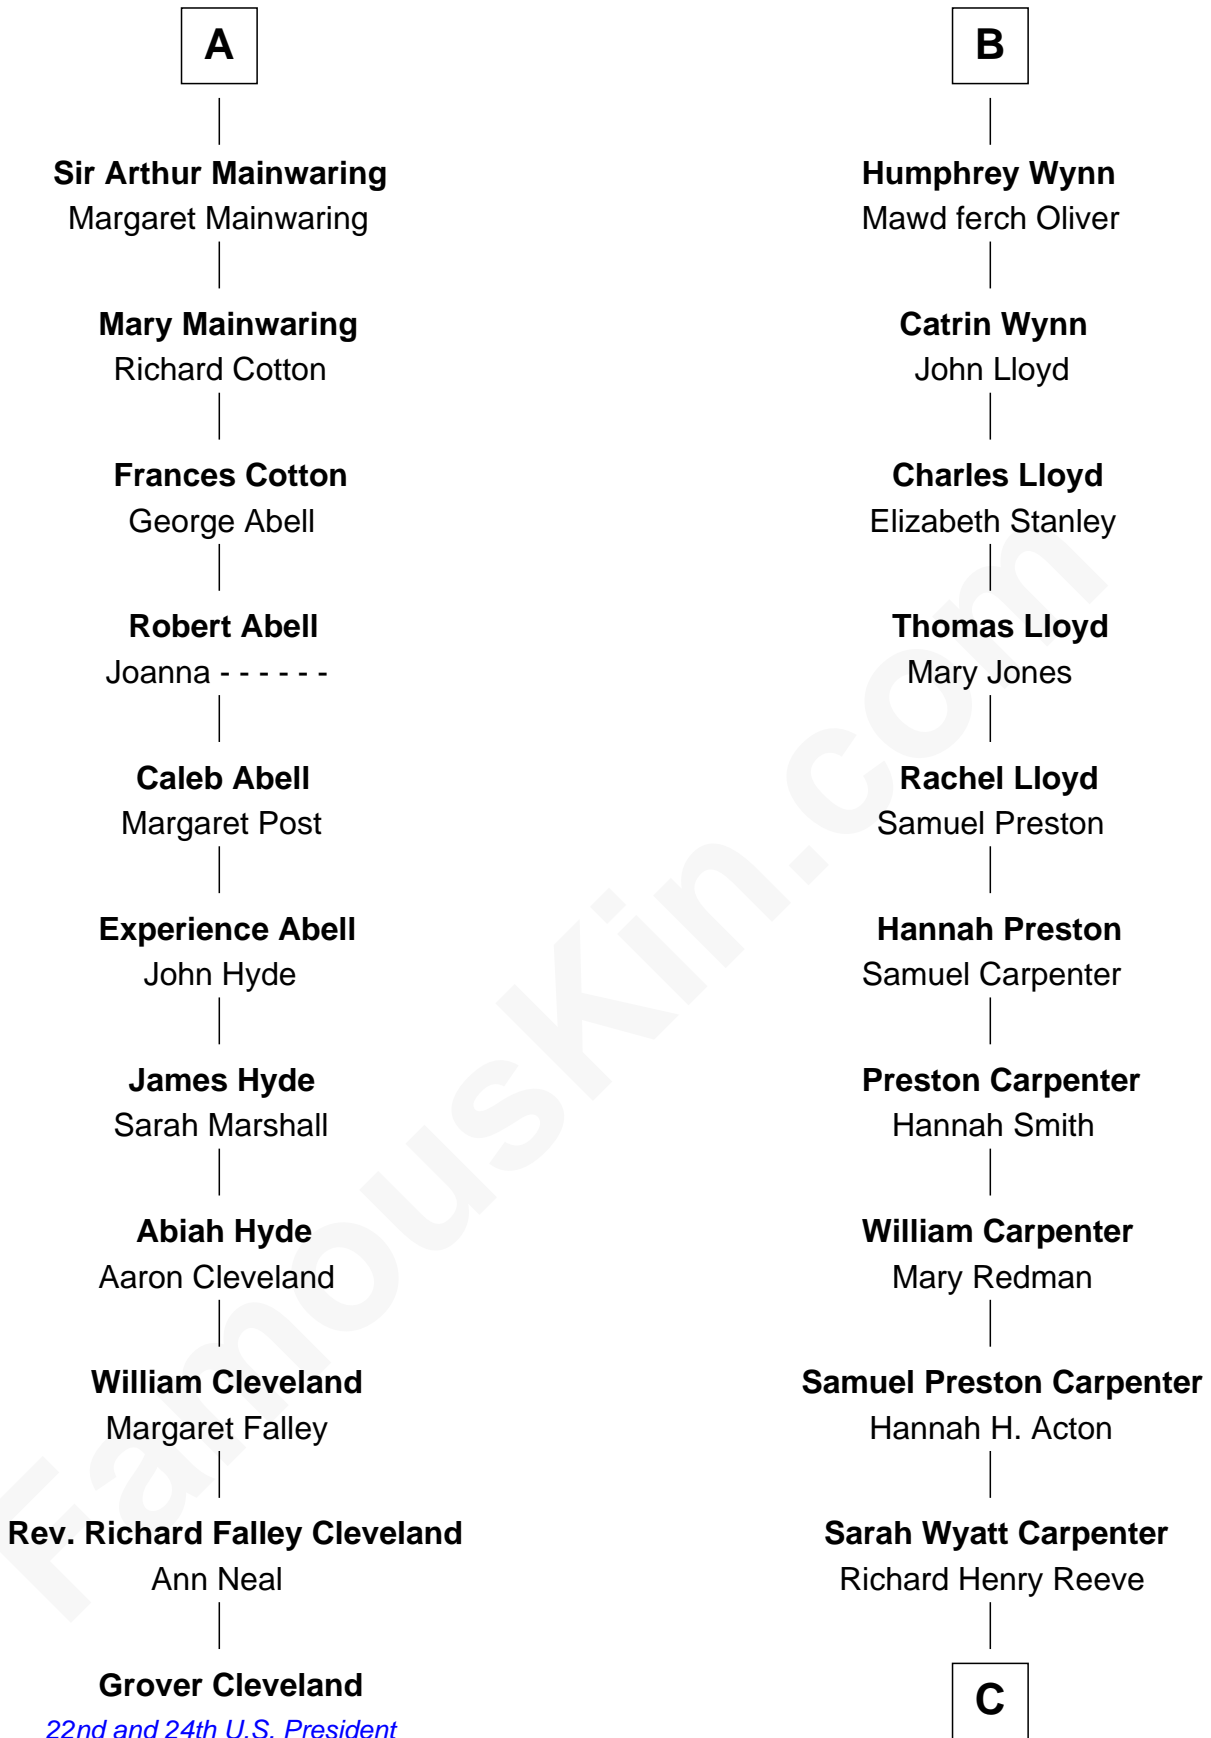 A
Sir Arthur Mainwaring
Margaret Mainwaring
Mary Mainwaring
Richard Cotton
Frances Cotton
George Abell
Robert Abell
Joanna - - - - - -
Caleb Abell
Margaret Post
Experience Abell
John Hyde
James Hyde
Sarah Marshall
Abiah Hyde
Aaron Cleveland
William Cleveland
Margaret Falley
Rev. Richard Falley Cleveland
Ann Neal
Grover Cleveland
22nd and 24th U.S. President
B
Humphrey Wynn
Mawd ferch Oliver
Catrin Wynn
John Lloyd
Charles Lloyd
Elizabeth Stanley
Thomas Lloyd
Mary Jones
Rachel Lloyd
Samuel Preston
Hannah Preston
Samuel Carpenter
Preston Carpenter
Hannah Smith
William Carpenter
Mary Redman
Samuel Preston Carpenter
Hannah H. Acton
Sarah Wyatt Carpenter
Richard Henry Reeve
C
FamousKin.com